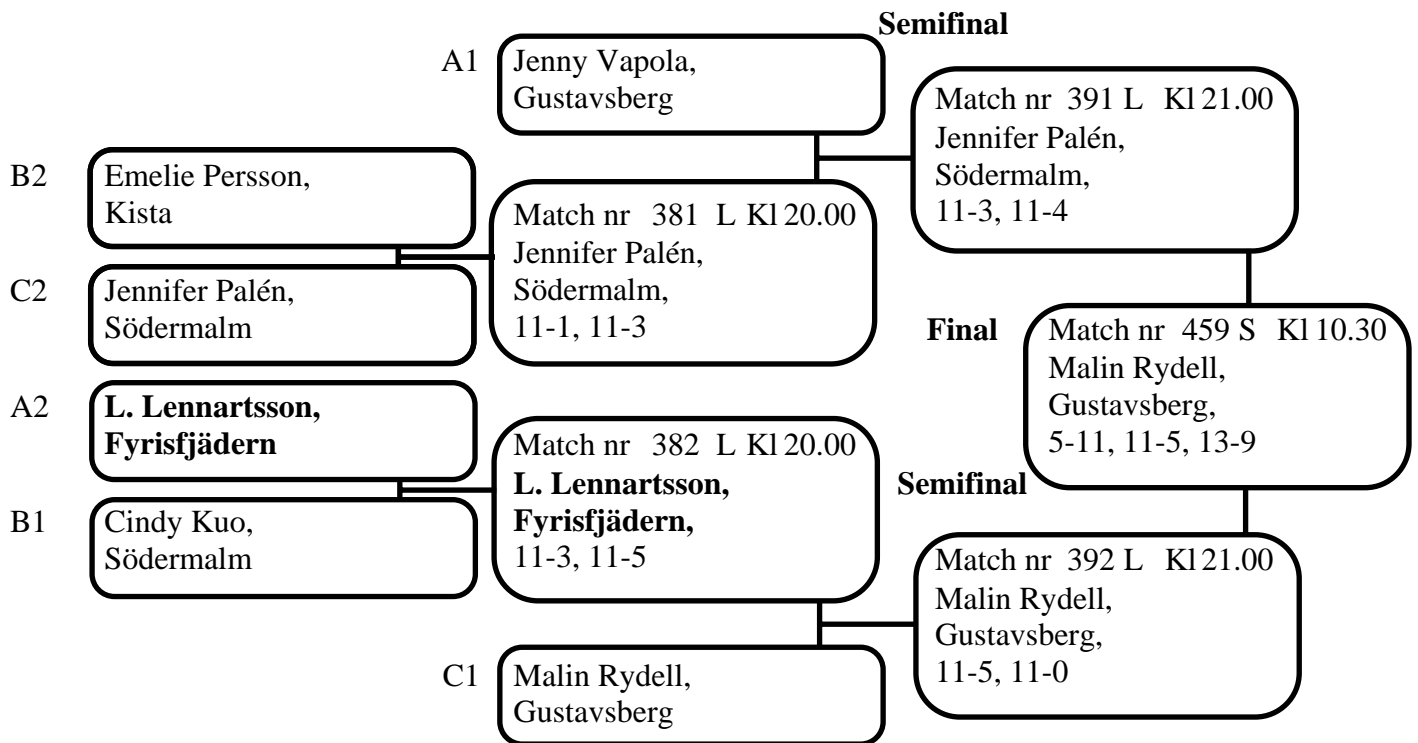 Semifinal
A1
Jenny Vapola,
Gustavsberg
Match nr 391 L Kl 21.00
Jennifer Palén,
Södermalm,
11-3, 11-4
B2
Emelie Persson,
Kista
Match nr 381 L Kl 20.00
Jennifer Palén,
Södermalm,
11-1, 11-3
C2
Jennifer Palén,
Södermalm
Final
Match nr 459 S Kl 10.30
Malin Rydell,
Gustavsberg,
5-11, 11-5, 13-9
A2
L. Lennartsson,
Fyrisfjädern
Match nr 382 L Kl 20.00
L. Lennartsson,
Fyrisfjädern,
11-3, 11-5
Semifinal
B1
Cindy Kuo,
Södermalm
Match nr 392 L Kl 21.00
Malin Rydell,
Gustavsberg,
11-5, 11-0
C1
Malin Rydell,
Gustavsberg